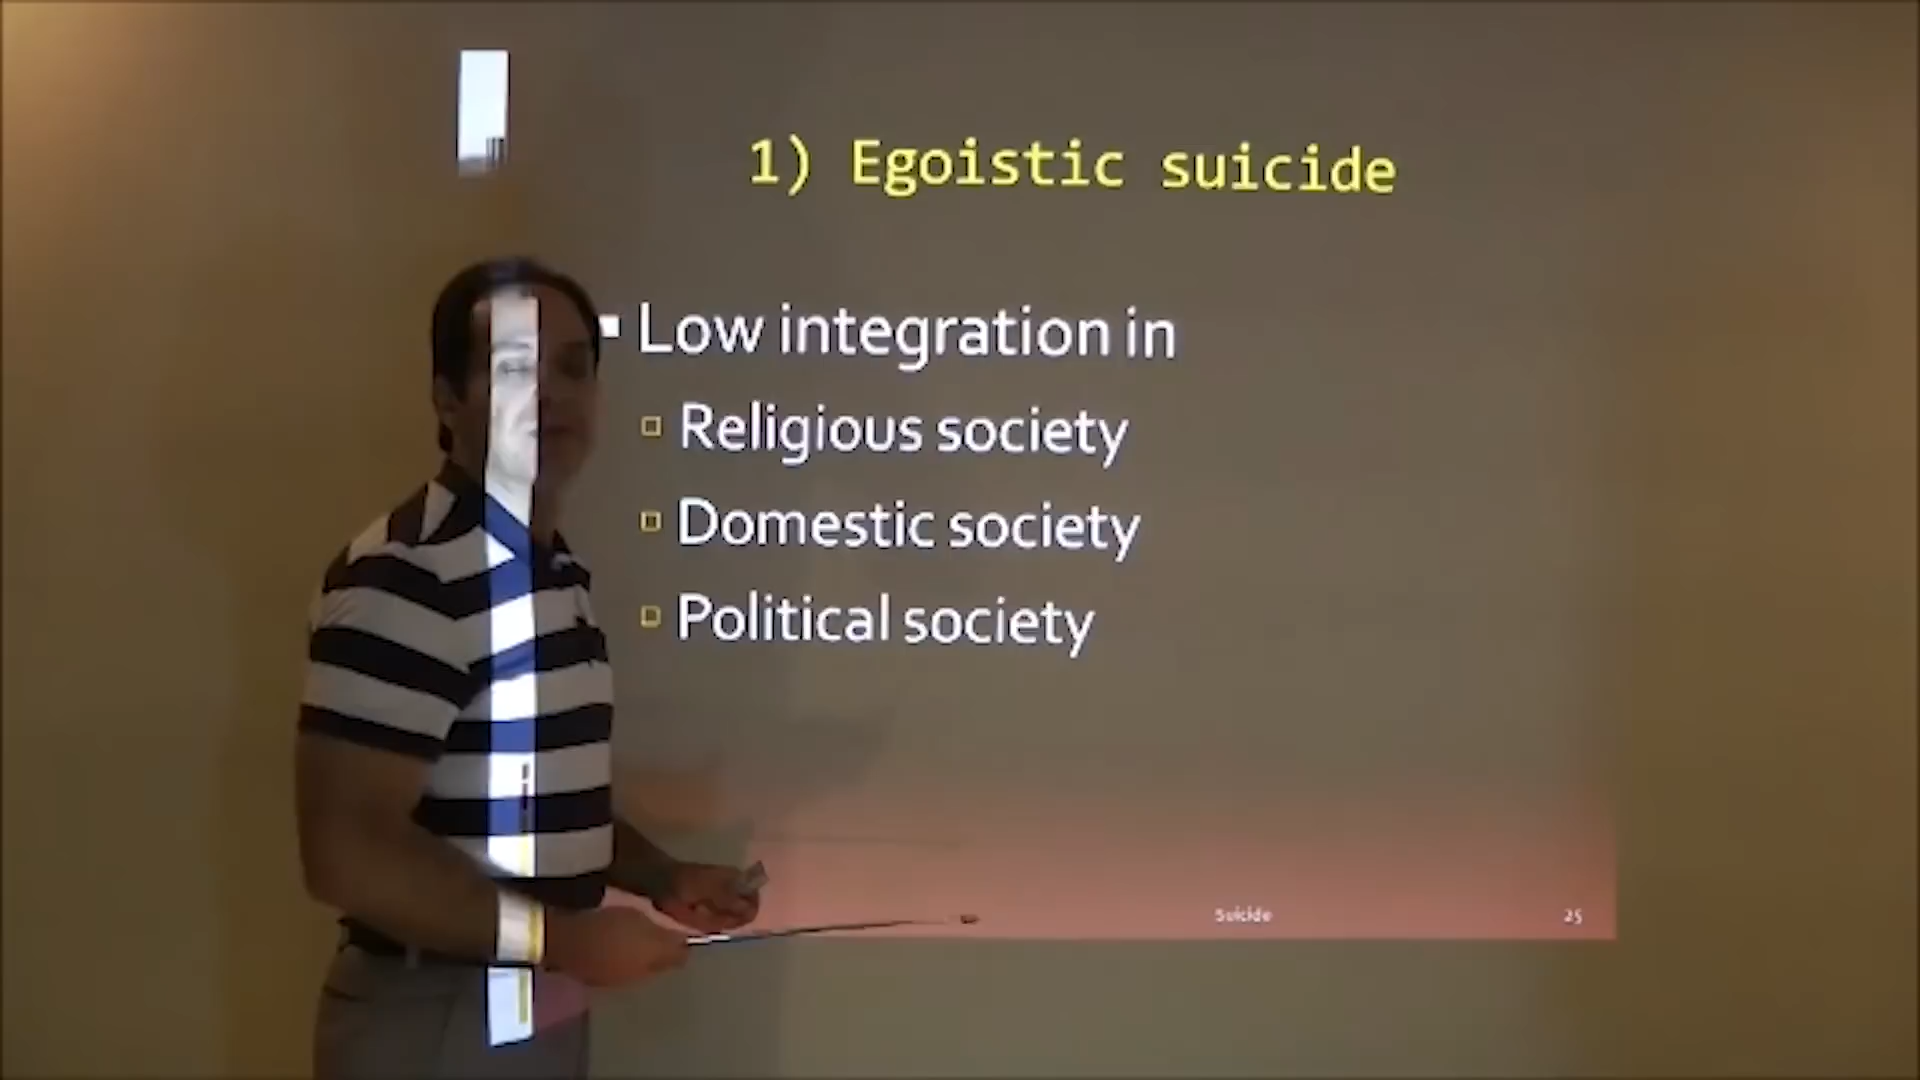 1) Egoistic suicide
Low integration in
Religious society
Domestic society
Political society
Suicide 25